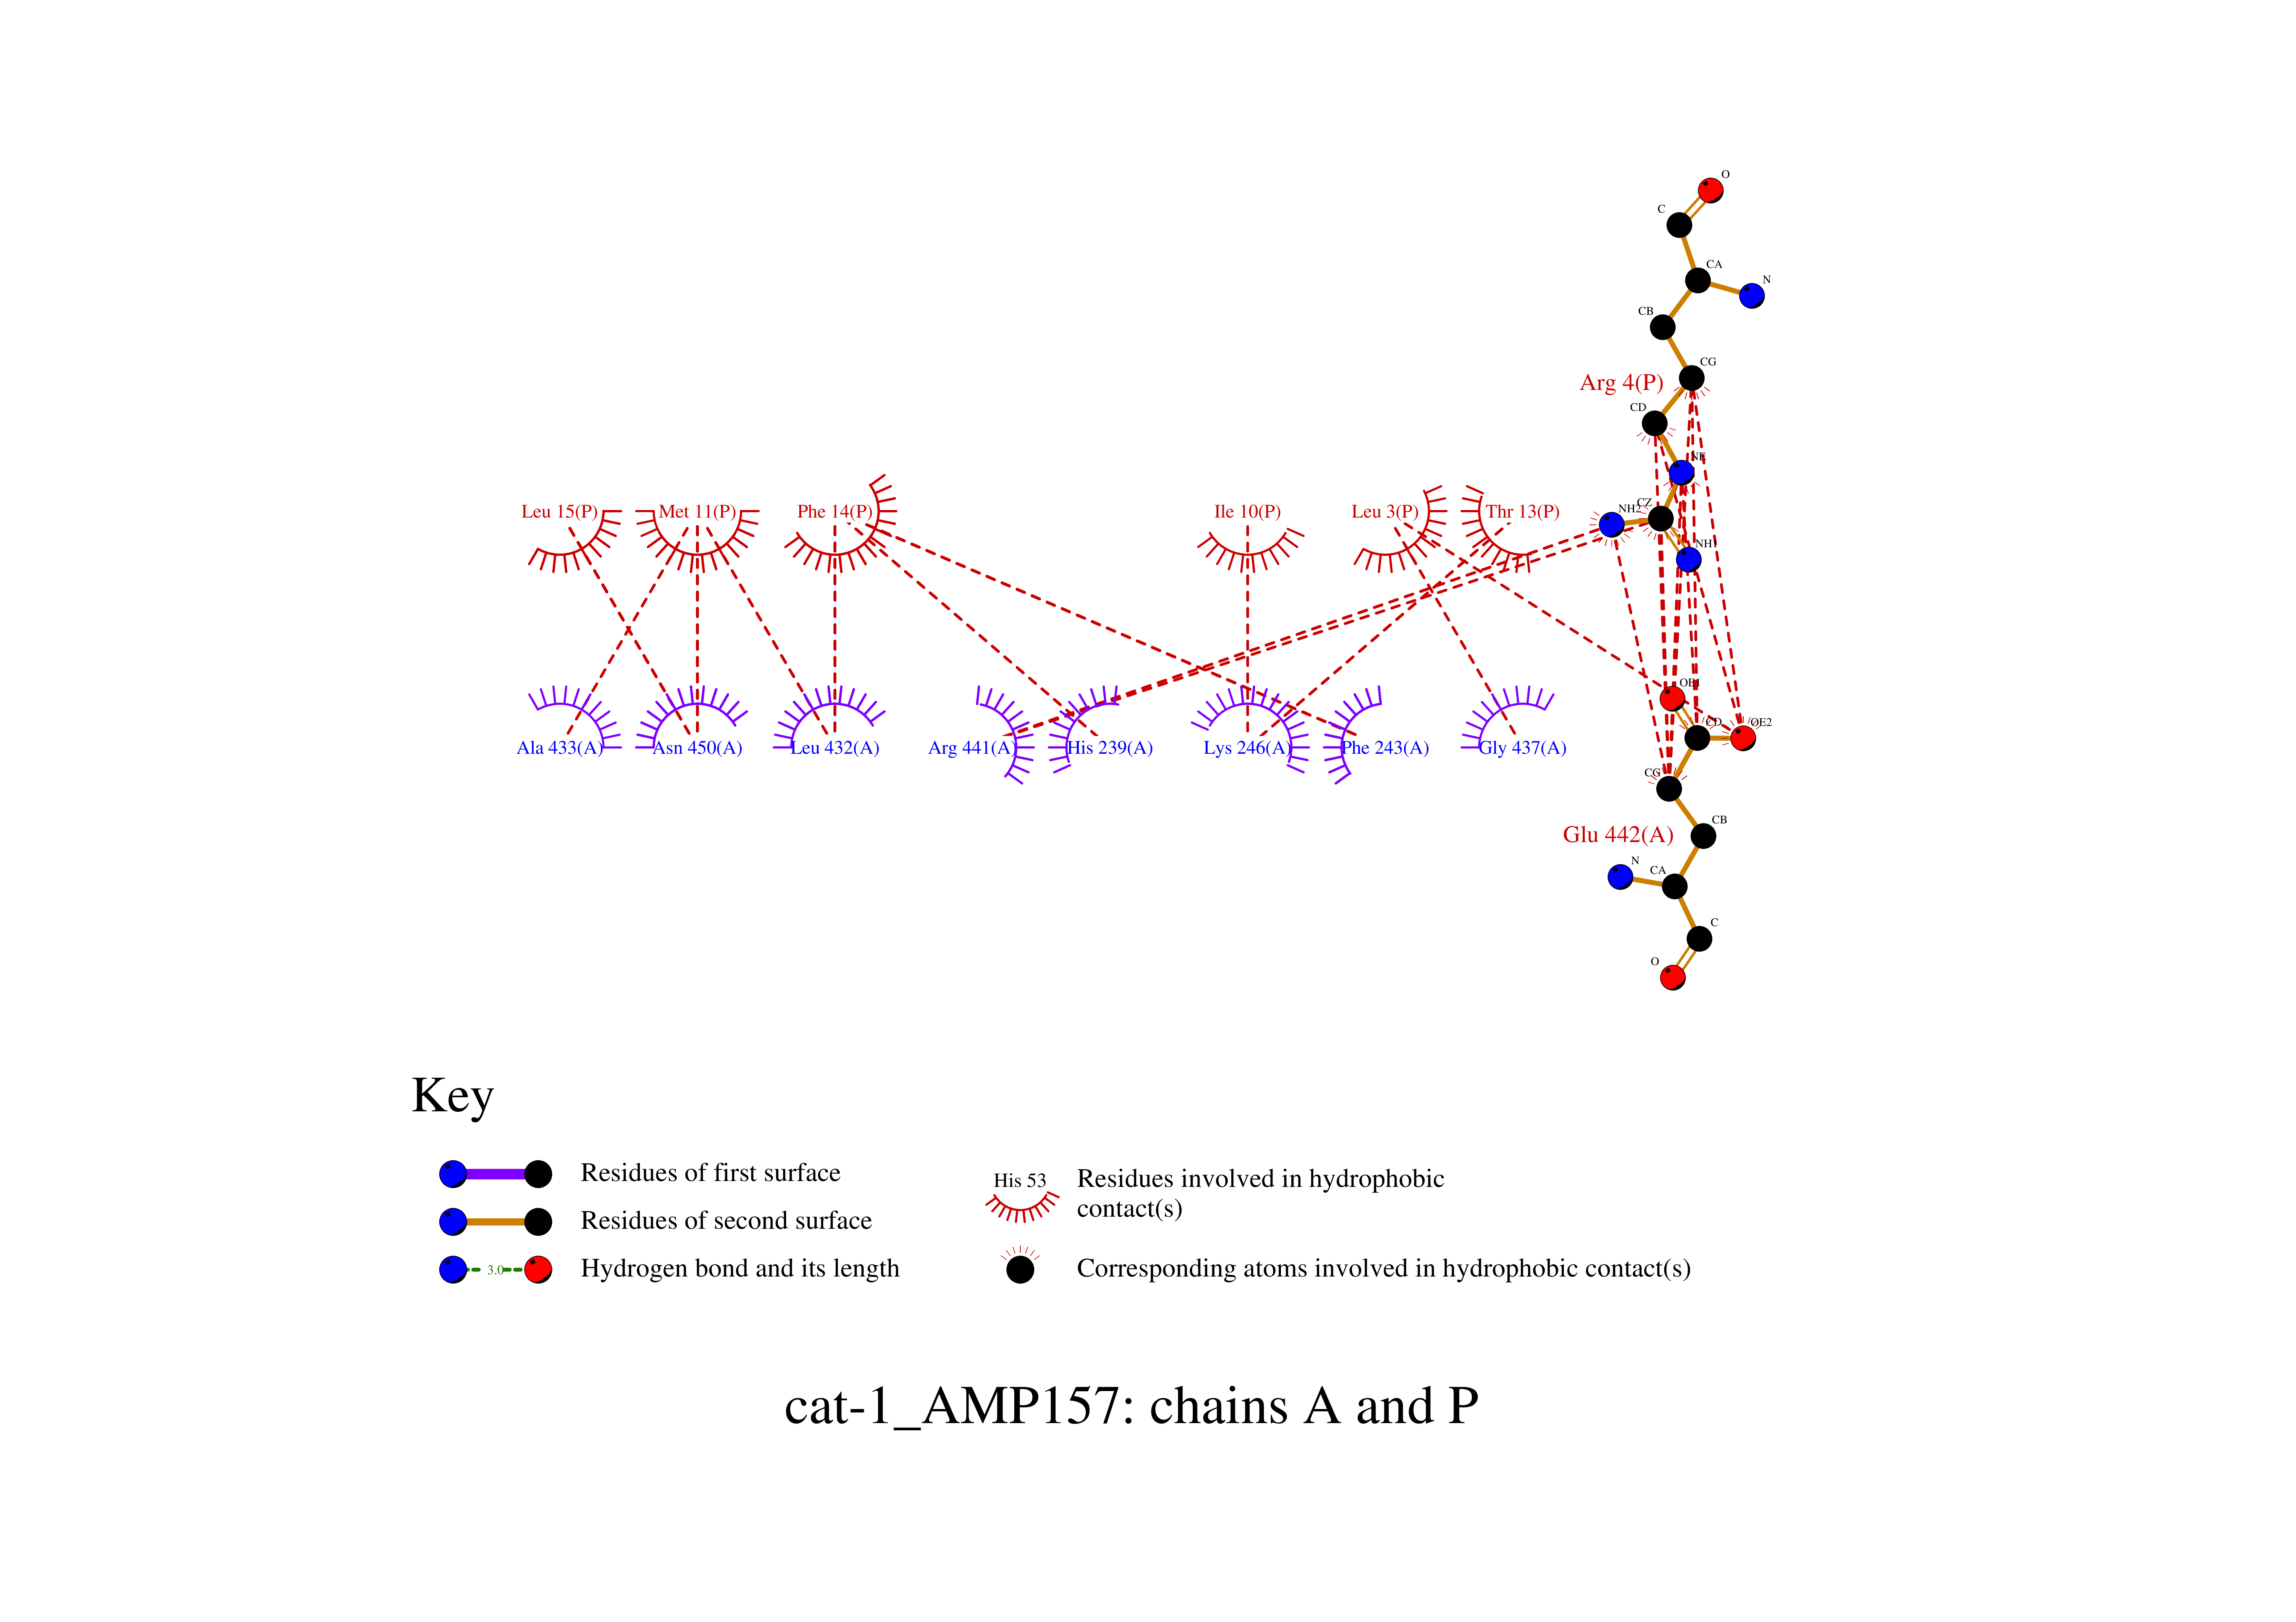 O
C
CA
N
CB
CG
Arg 4(P)
CD
NE
CZ
NH2
NH1
Leu 15(P) Met 11(P) Phe 14(P) Ile 10(P) Leu 3(P) Thr 13(P)
OE1
CD
OE2
Ala 433(A) Asn 450(A) Leu 432(A) Arg 441(A) His 239(A) Lys 246(A) Phe 243(A) Gly 437(A)
CG
CB
Glu 442(A)
N
CA
C
O
Key
Residues of first surface
Residues of second surface
3.0
Hydrogen bond and its length
His 53
Residues involved in hydrophobic
contact(s)
Corresponding atoms involved in hydrophobic contact(s)
cat-1_AMP157: chains A and P